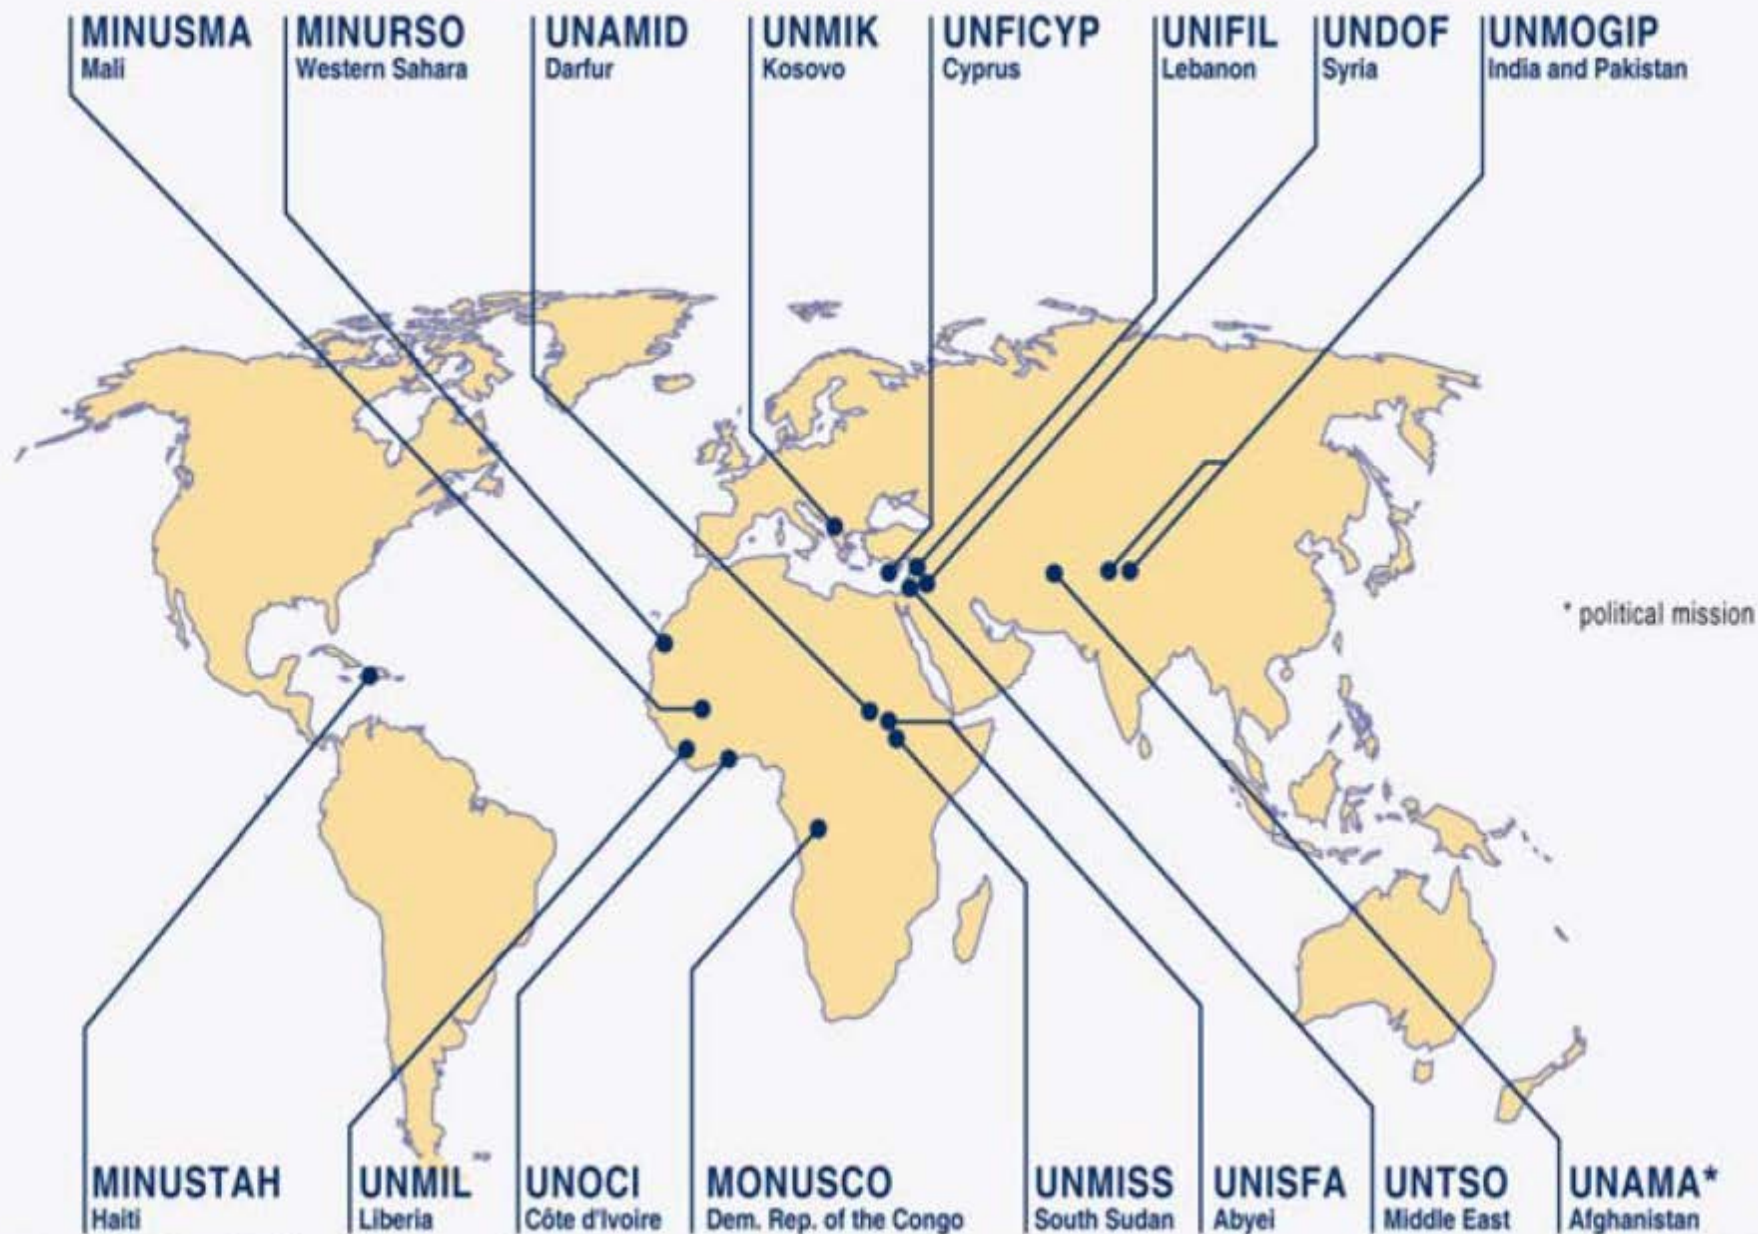 MINUSMA
Mali
MINURSO
Western Sahara
UNAMID
Darfur
UNMIK
Kosovo
UNFICYP
Cyprus
UNIFIL
Lebanon
UNDOF
Syria
UNMOGIP
India and Pakistan
* political mission
MINUSTAH
Haiti
UNMIL
Liberia
UNOCI
Côte d'Ivoire
MONUSCO
Dem. Rep. of the Congo
UNMISS
South Sudan
UNISFA
Abyei
UNTSO
Middle East
UNAMA*
Afghanistan